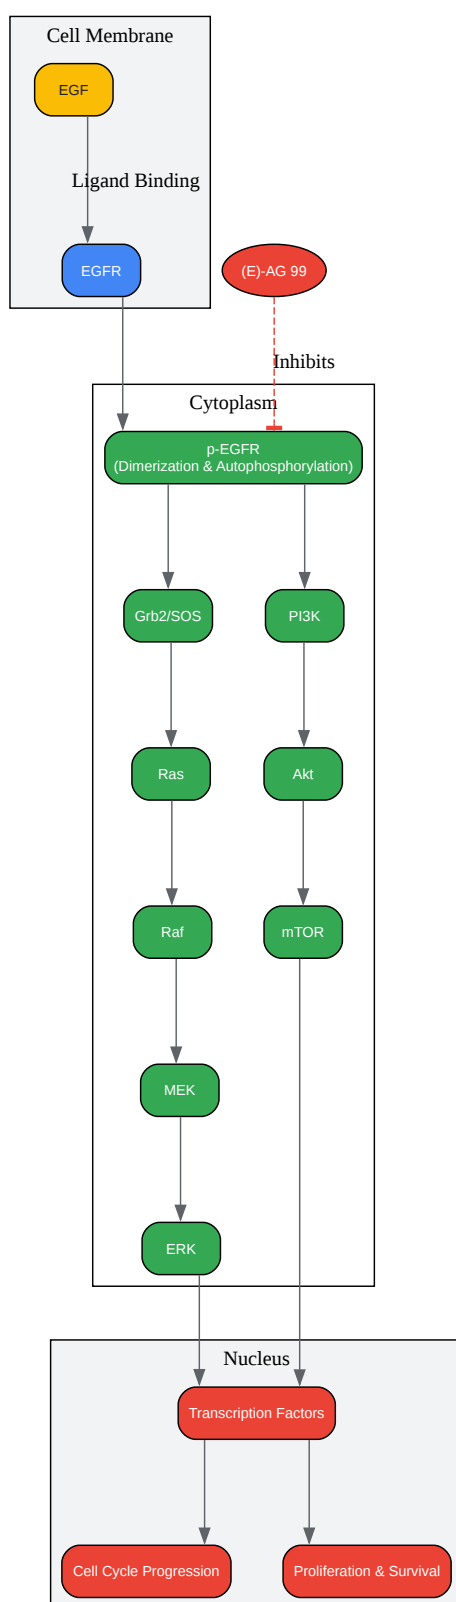 Cell Membrane
EGF
Ligand Binding
EGFR
(E)-AG 99
Inhibits
Cytoplasm
p-EGFR
(Dimerization & Autophosphorylation)
Grb2/SOS
PI3K
Ras
Akt
Raf
mTOR
MEK
ERK
Nucleus
Transcription Factors
Cell Cycle Progression
Proliferation & Survival